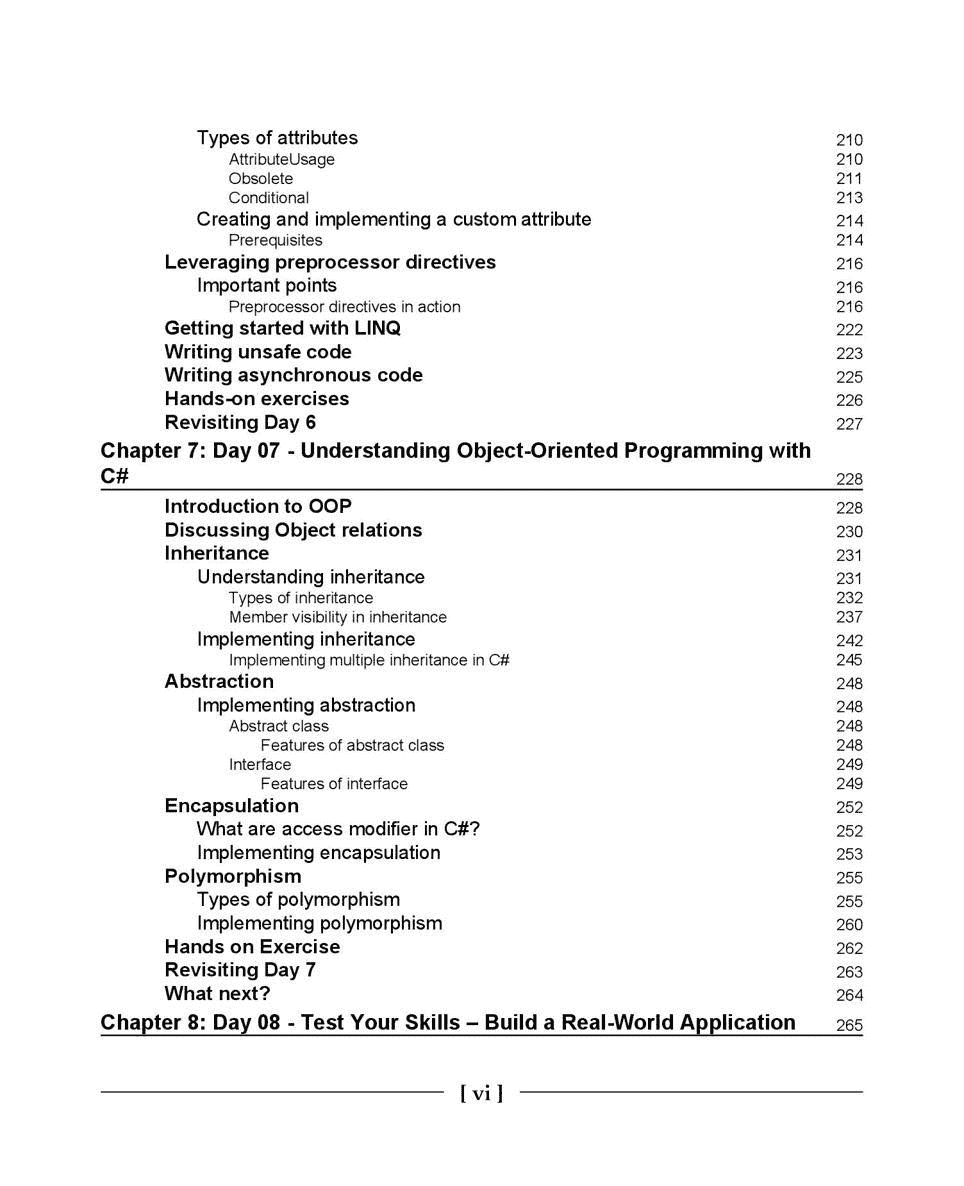 Types of attributes 210
AttributeUsage 210
Obsolete 211
Conditional 213
Creating and implementing a custom attribute 214
Prerequisites 214
Leveraging preprocessor directives 216
Important points 216
Preprocessor directives in action 216
Getting started with LINQ 222
Writing unsafe code 223
Writing asynchronous code 225
Hands-on exercises 226
Revisiting Day 6 227
Chapter 7: Day 07 - Understanding Object-Oriented Programming with
C# 228
Introduction to OOP 228
Discussing Object relations 230
Inheritance 231
Understanding inheritance 231
Types of inheritance 232
Member visibility in inheritance 237
Implementing inheritance 242
Implementing multiple inheritance in C# 245
Abstraction 248
Implementing abstraction 248
Abstract class 248
Features of abstract class 248
Interface 249
Features of interface 249
Encapsulation 252
What are access modifier in C#? 252
Implementing encapsulation 253
Polymorphism 255
Types of polymorphism 255
Implementing polymorphism 260
Hands on Exercise 262
Revisiting Day 7 263
What next? 264
Chapter 8: Day 08 - Test Your Skills – Build a Real-World Application 265
[ vi ]